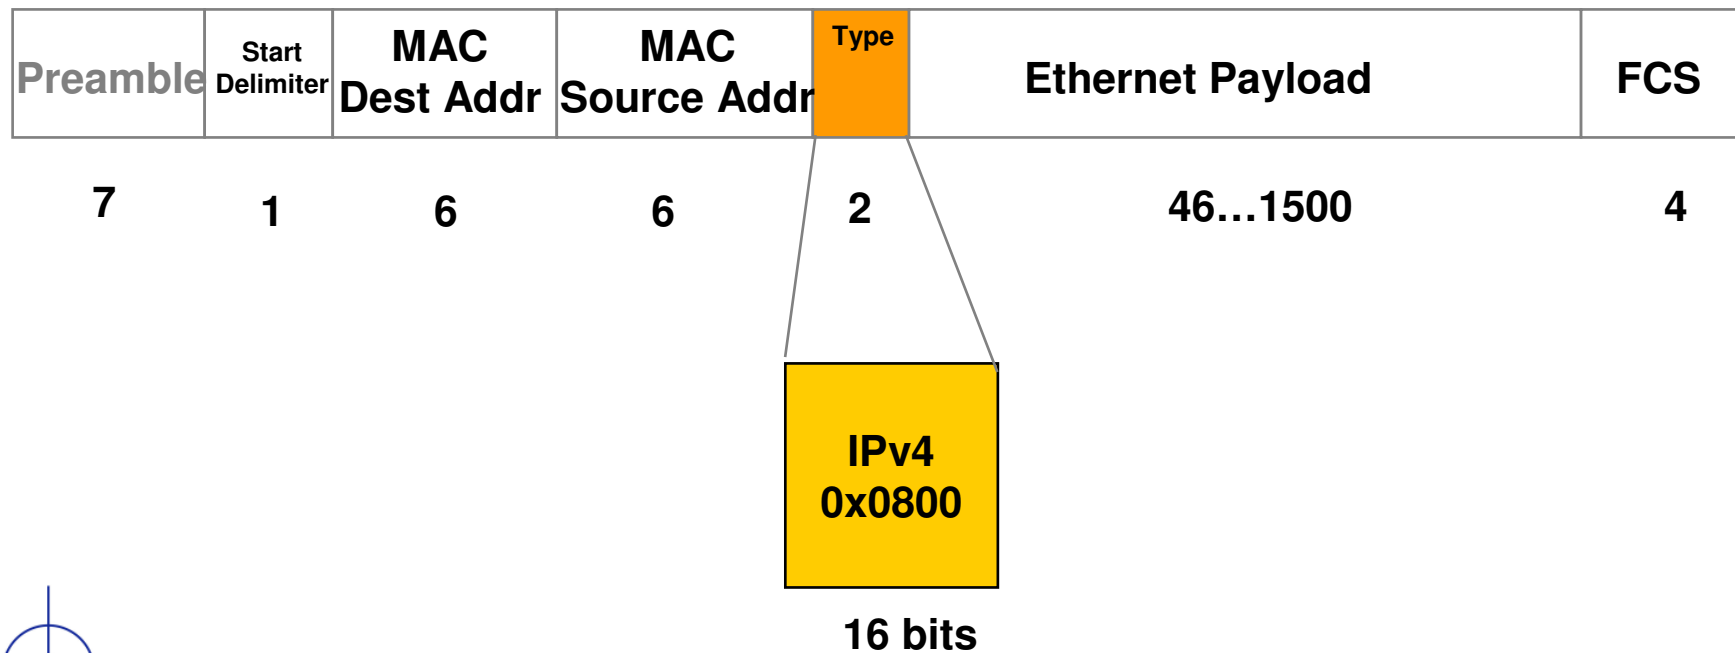 Preamble
Start
Delimiter
MAC
Dest Addr
MAC
Source Addr
Type
Ethernet Payload
FCS
7
1
6
6
2
46...1500
4
IPv4
0x0800
16 bits